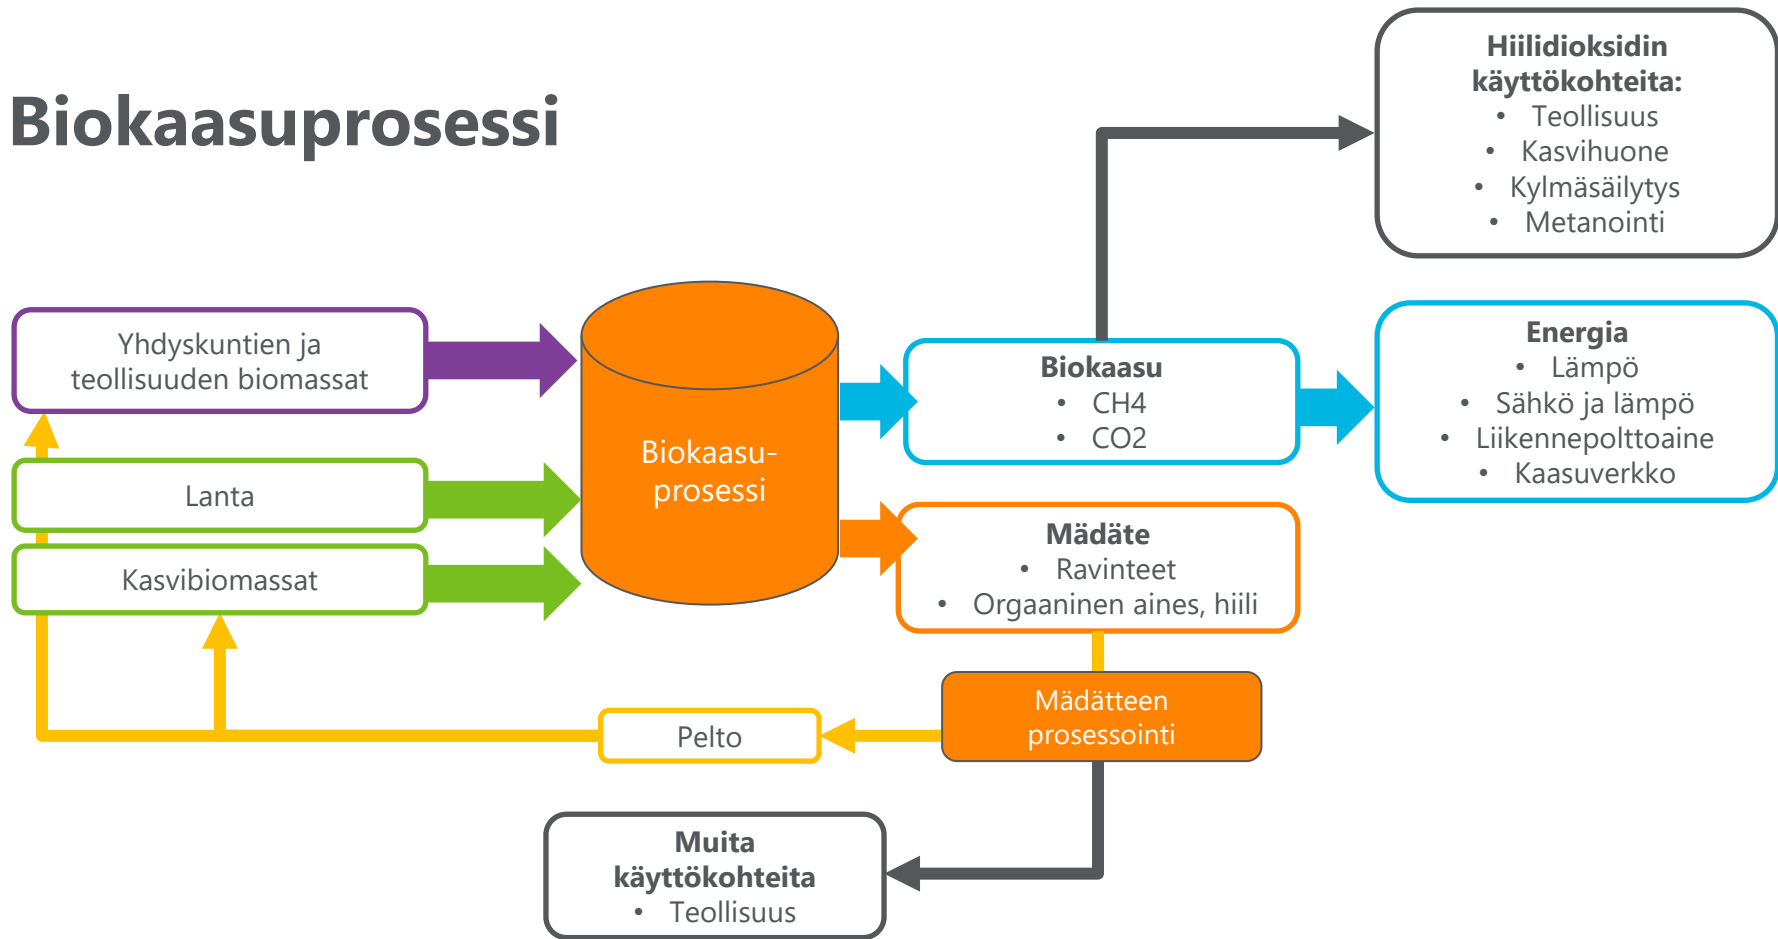 Biokaasuprosessi
Hiilidioksidin
käyttökohteita:
• Teollisuus
• Kasvihuone
• Kylmäsäilytys
• Metanointi
Yhdyskuntien ja
teollisuuden biomassat
Lanta
Kasvibiomassat
Biokaasu-
prosessi
Biokaasu
• CH4
• CO2
Energia
• Lämpö
• Sähkö ja lämpö
• Liikennepolttoaine
• Kaasuverkko
Mädäte
• Ravinteet
• Orgaaninen aines, hiili
Mädätteen
prosessointi
Pelto
Muita
käyttökohteita
• Teollisuus